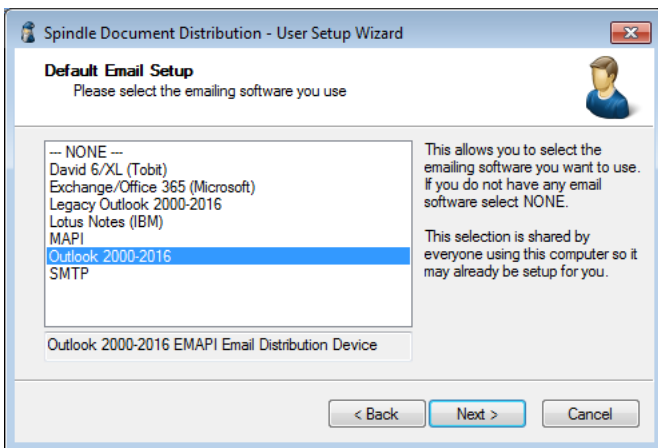 Spindle Document Distribution - User Setup Wizard
Default Email Setup
Please select the emailing software you use
--- NONE ---
David 6/XL (Tobit)
Exchange/Office 365 (Microsoft)
Legacy Outlook 2000-2016
Lotus Notes (IBM)
MAPI
Outlook 2000-2016
SMTP
Outlook 2000-2016 EMAPI Email Distribution Device
This allows you to select the
emailing software you want to use.
If you do not have any email
software select NONE.
This selection is shared by
everyone using this computer so it
may already be setup for you.
< Back
Next >
Cancel